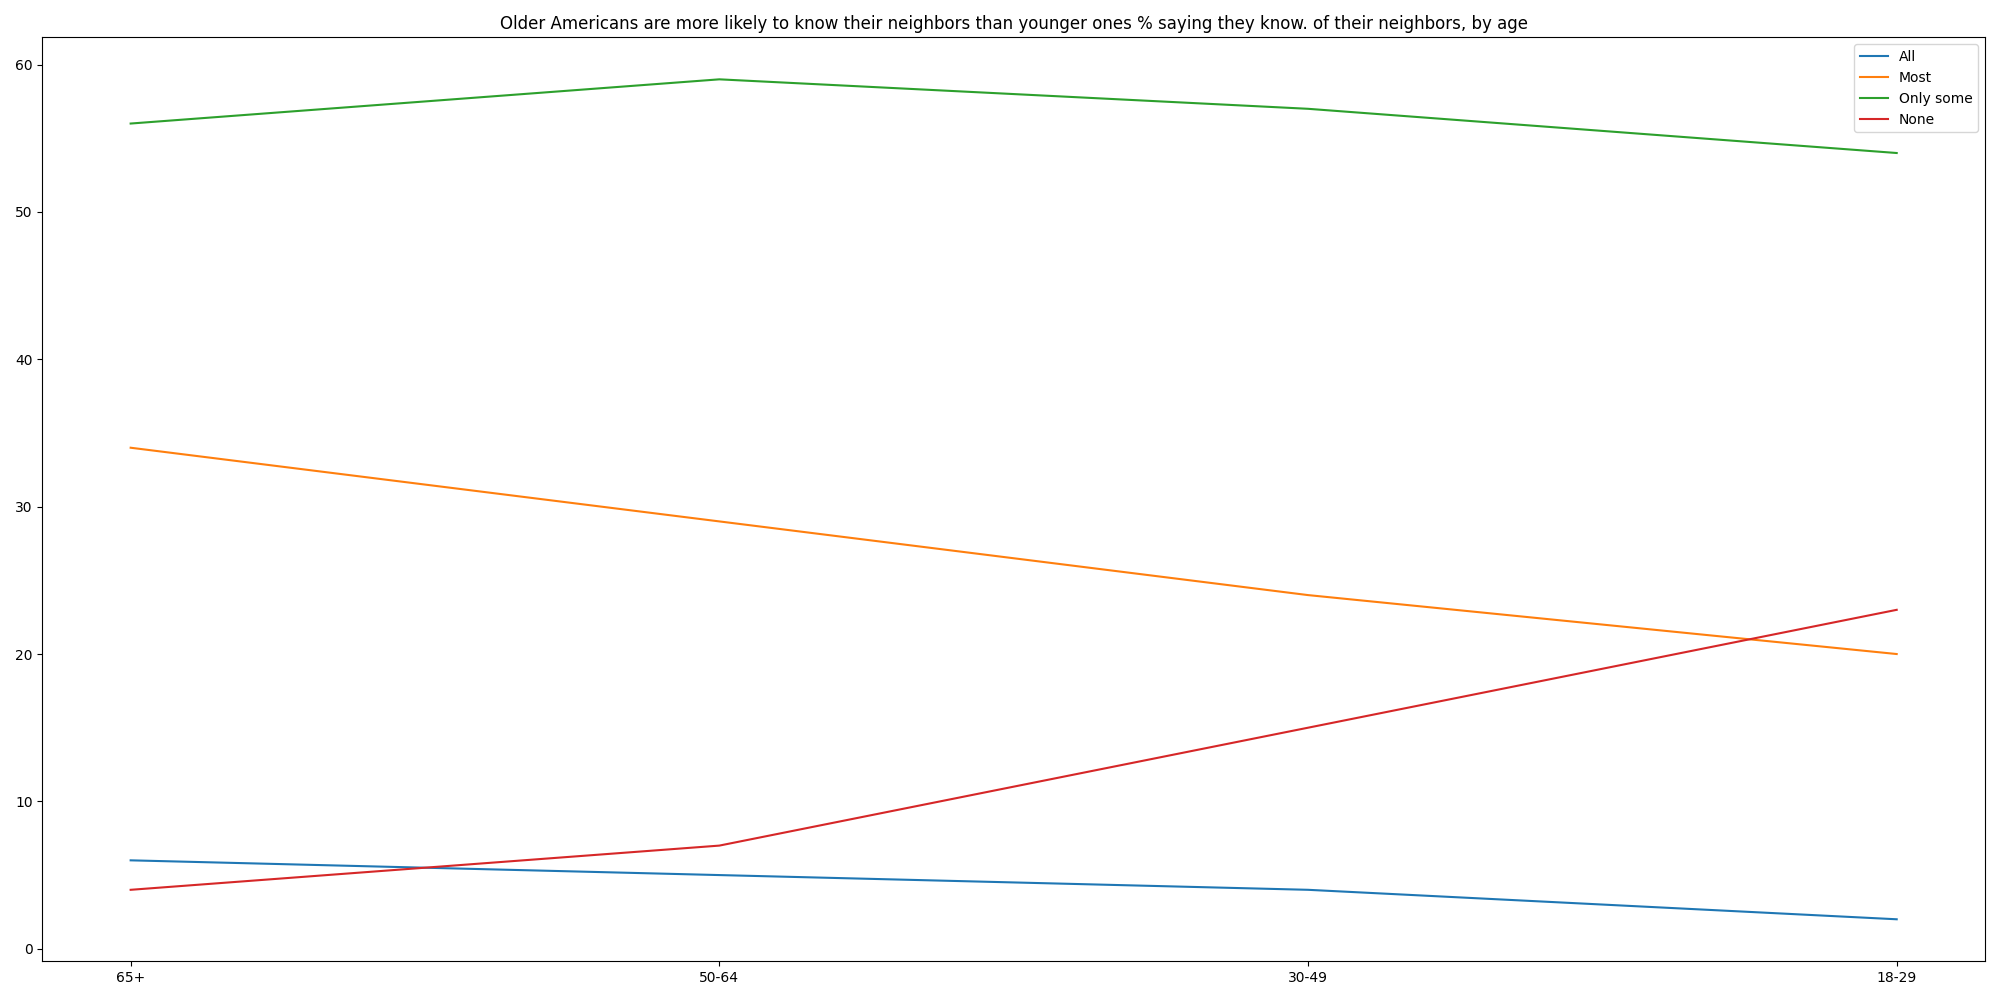 Older Americans are more likely to know their neighbors than younger ones % saying they know. of their neighbors, by age
All
Most
Only some
None
60
50
40
30
20
10
0
65+
50-64
30-49
18-29